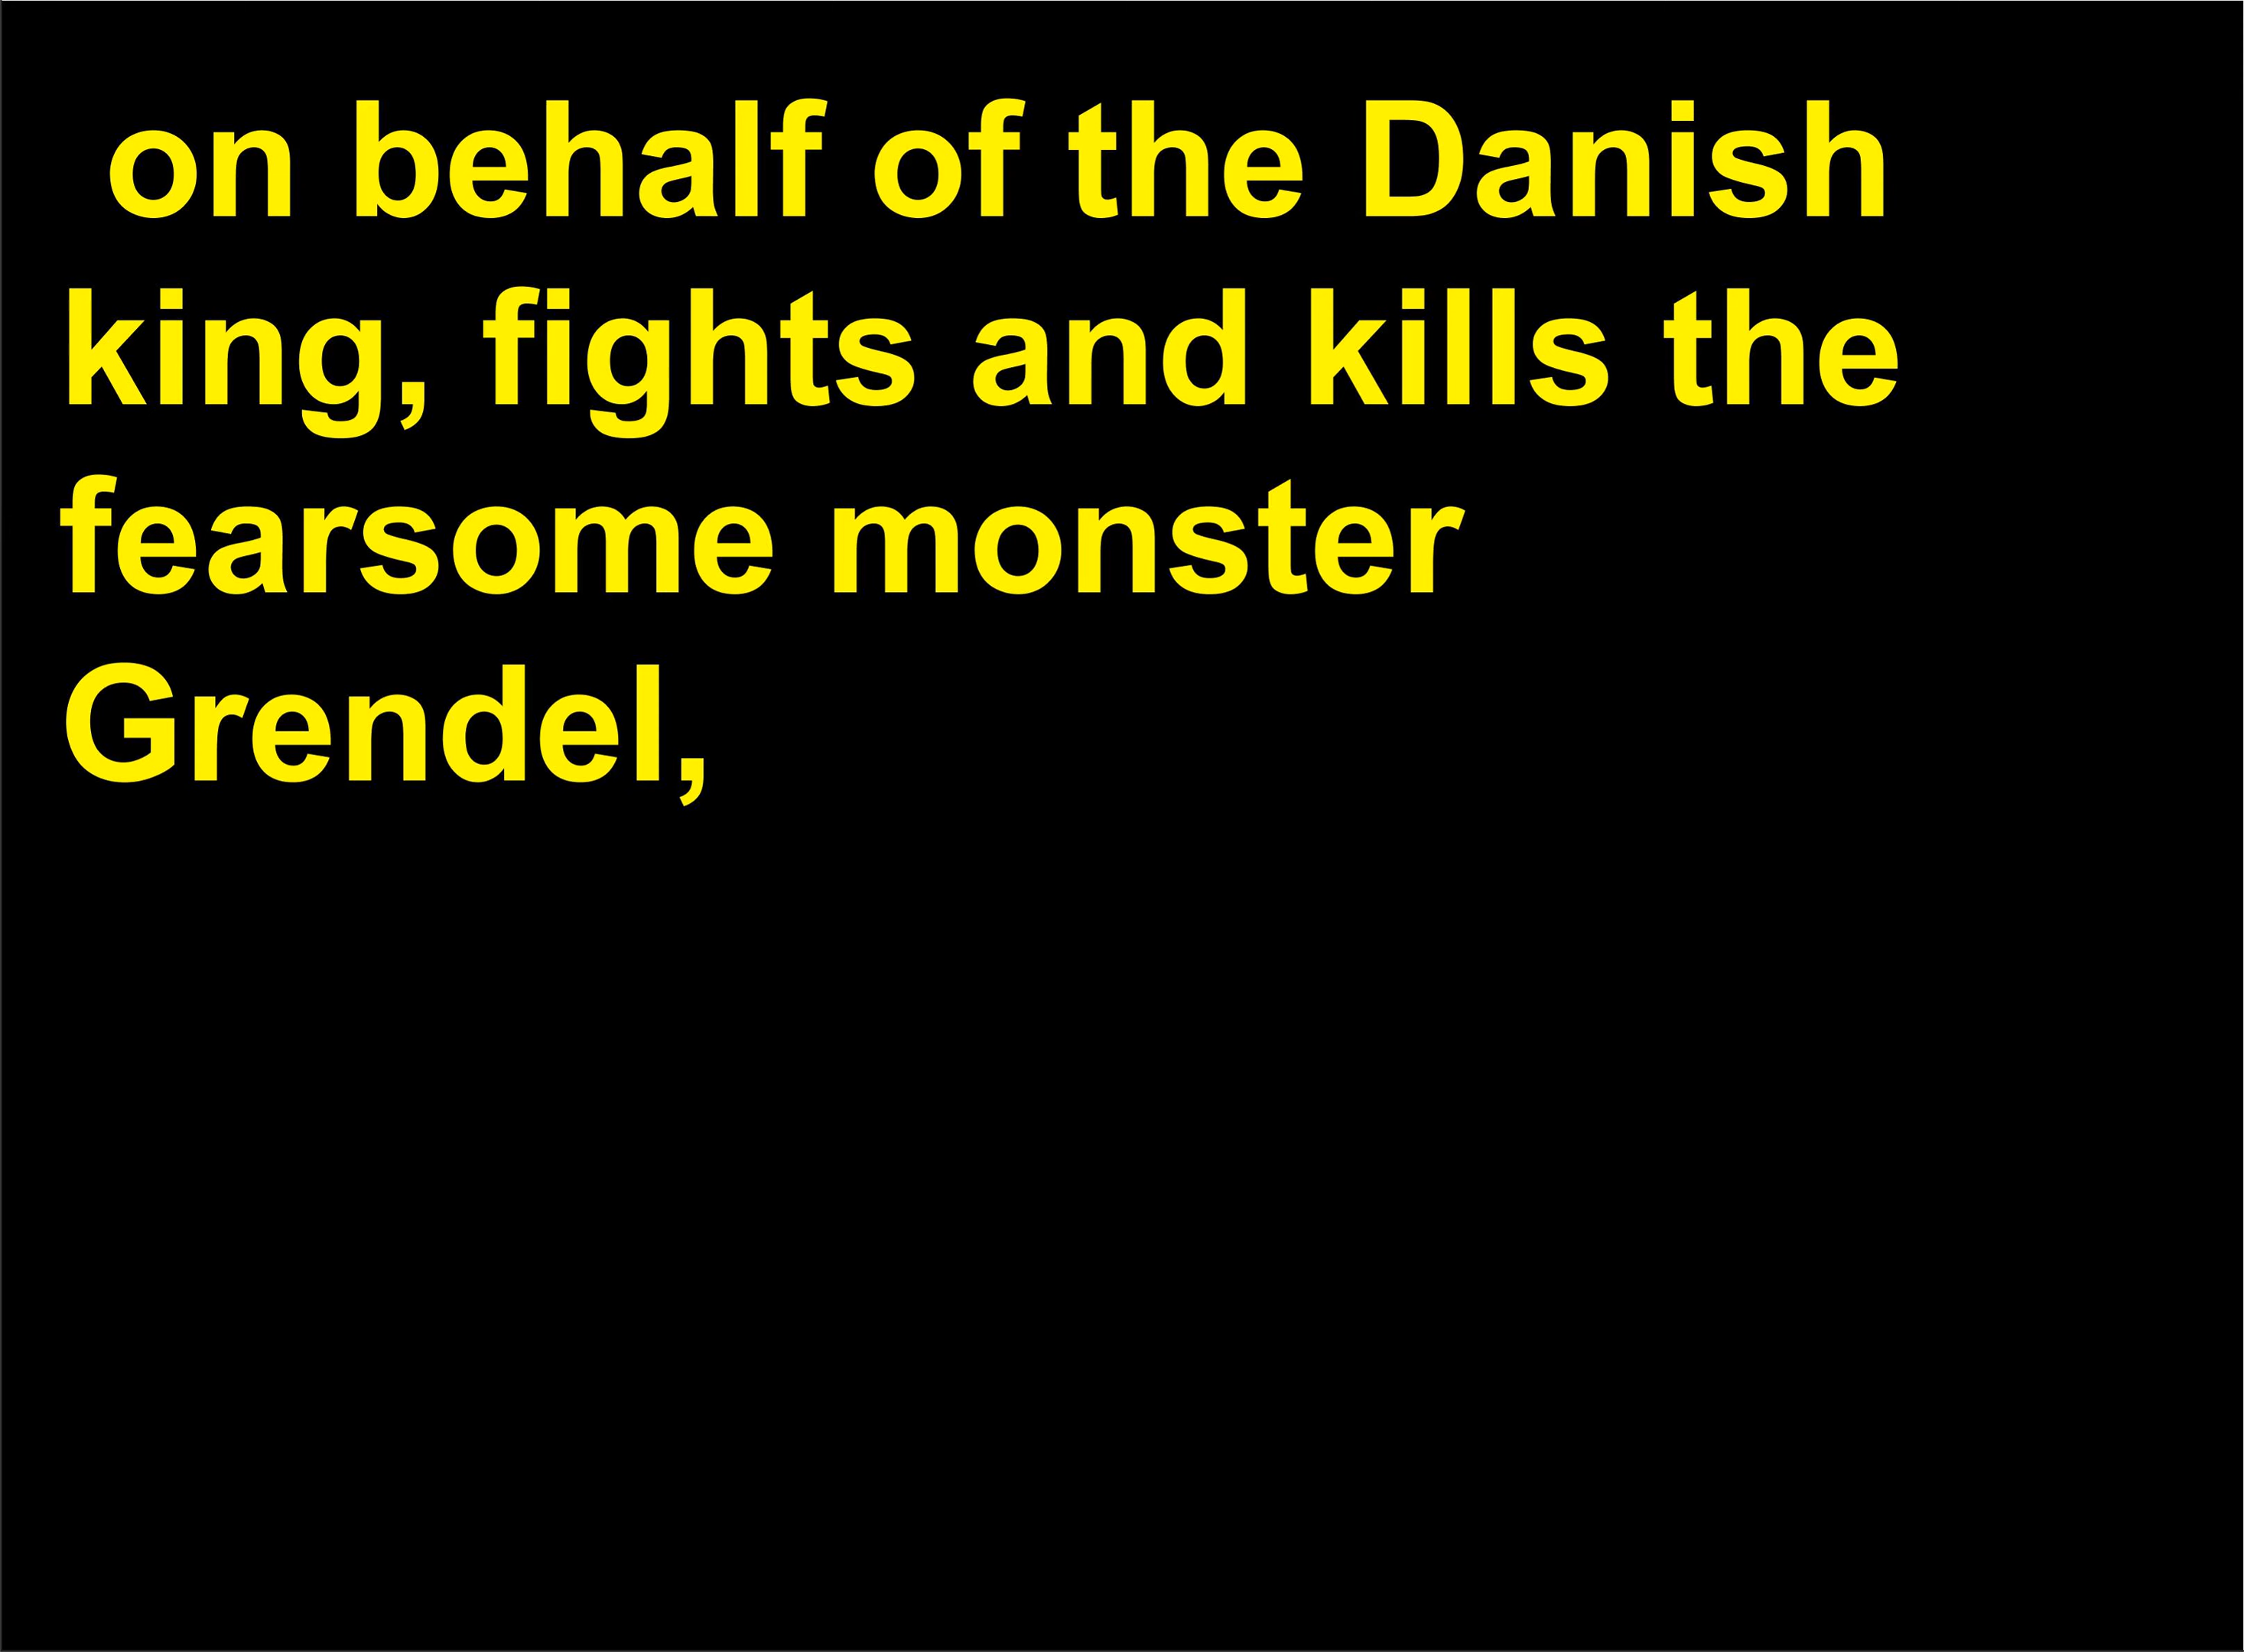 on behalf of the Danish
king, fights and kills the
fearsome monster
Grendel,